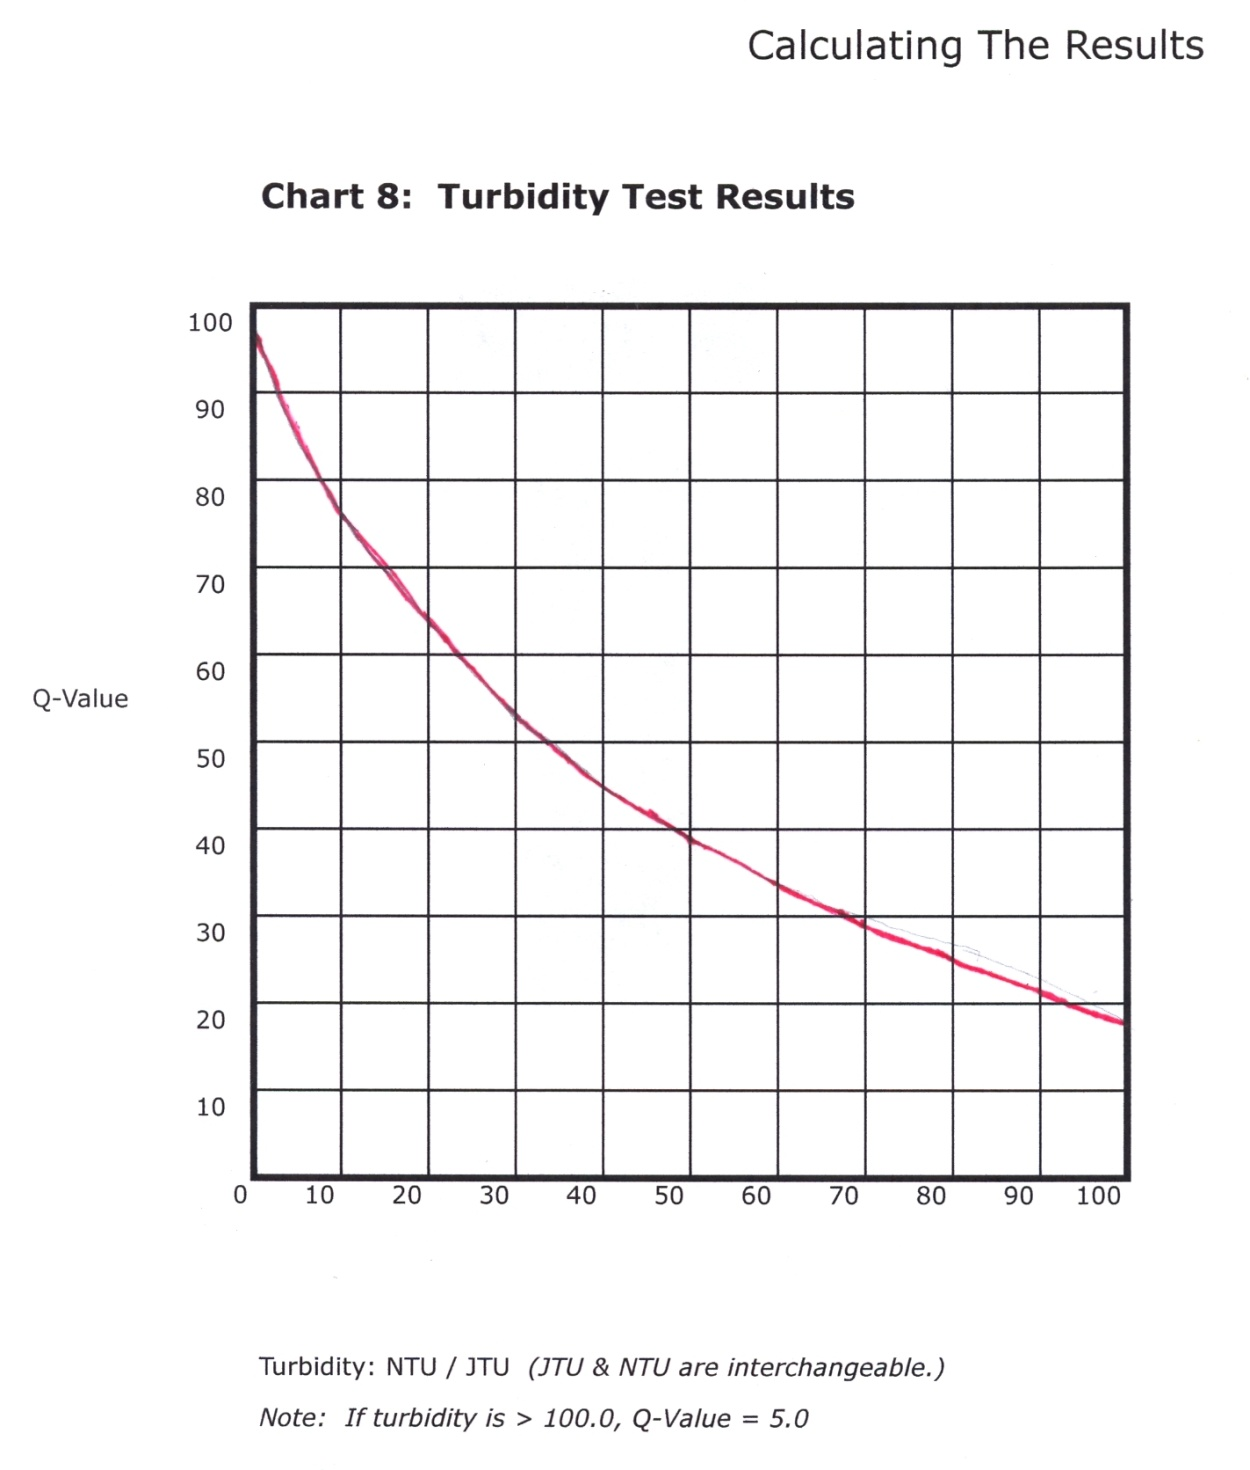 Calculating The Results
Chart 8:  Turbidity Test Results
100
90
80
70
60
Q-Value
50
40
30
20
10
0 10 20 30 40 50 60 70 80 90 100
Turbidity: NTU / JTU  (JTU & NTU are interchangeable.)
Note:  If turbidity is > 100.0, Q-Value = 5.0